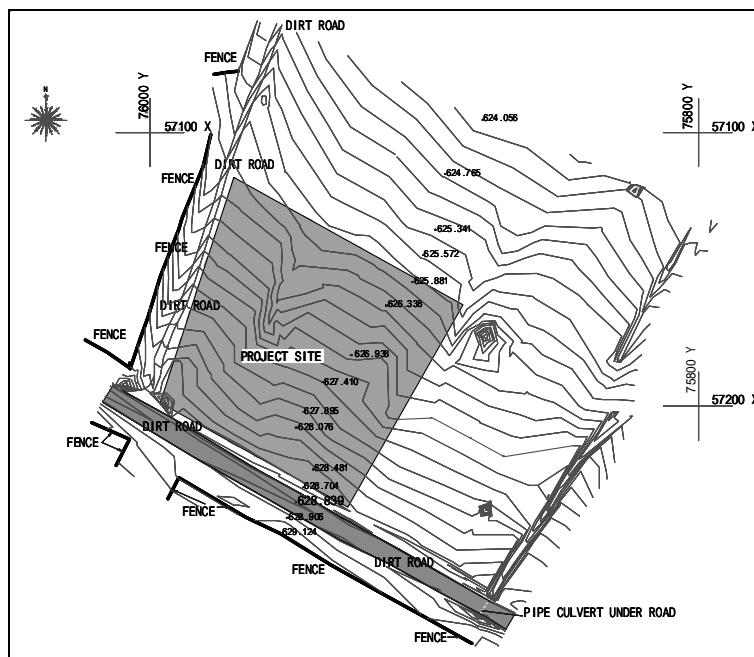 DIRT ROAD
FENCE
N
76000 Y
57100 X
75800 Y
57100 X
-624.056
DIRT ROAD
FENCE
-624.765
-625.341
FENCE
-625.572
-625.881
DIRT ROAD
-626.338
FENCE
PROJECT SITE
-626.938
75800 Y
-627.410
57200 X
-627.895
DIRT ROAD
-628.076
FENCE
-628.481
-628.704
-628.839
FENCE
-628.906
-629.124
DIRT ROAD
FENCE
PIPE CULVERT UNDER ROAD
FENCE